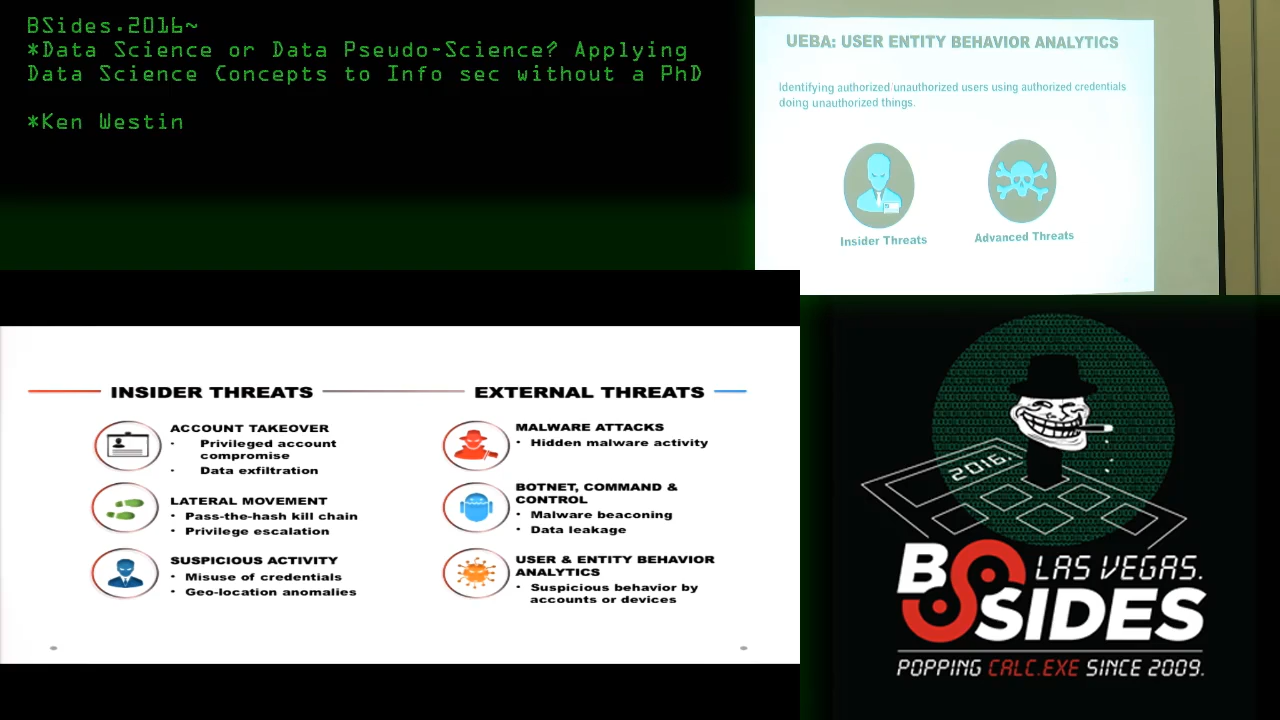 BSides.2016~
*Data Science or Data Pseudo-Science? Applying
Data Science Concepts to Info sec without a PhD
*Ken Westin
UEBA: USER ENTITY BEHAVIOR ANALYTICS
Identifying authorized/unauthorized users using authorized credentials
doing unauthorized things.
Insider Threats
Advanced Threats
INSIDER THREATS
ACCOUNT TAKEOVER
· Privileged account
compromise
· Data exfiltration
LATERAL MOVEMENT
· Pass-the-hash kill chain
· Privilege escalation
SUSPICIOUS ACTIVITY
· Misuse of credentials
· Geo-location anomalies
EXTERNAL THREATS
MALWARE ATTACKS
· Hidden malware activity
BOTNET, COMMAND &
CONTROL
· Malware beaconing
· Data leakage
USER & ENTITY BEHAVIOR
ANALYTICS
· Suspicious behavior by
accounts or devices
2016.
BSIDES
LAS VEGAS.
POPPING CALC.EXE SINCE 2009.